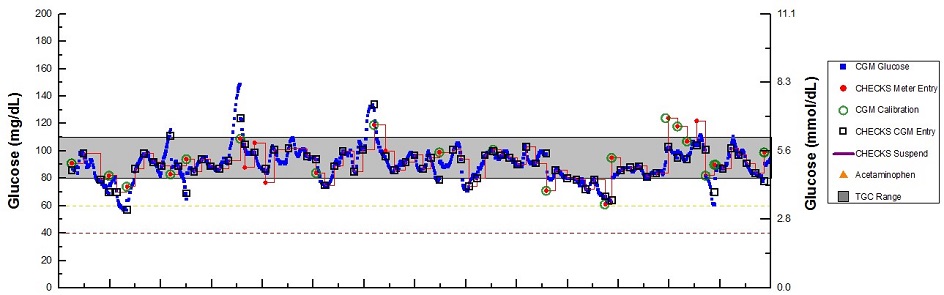 200
180
160
140
120
100
80
60
40
20
0
Glucose (mg/dL)
11.1
8.3
5.6
2.8
0.0
Glucose (mmol/dL)
CGM Glucose
CHECKS Meter Entry
CGM Calibration
CHECKS CGM Entry
CHECKS Suspend
Acetaminophen
TGC Range